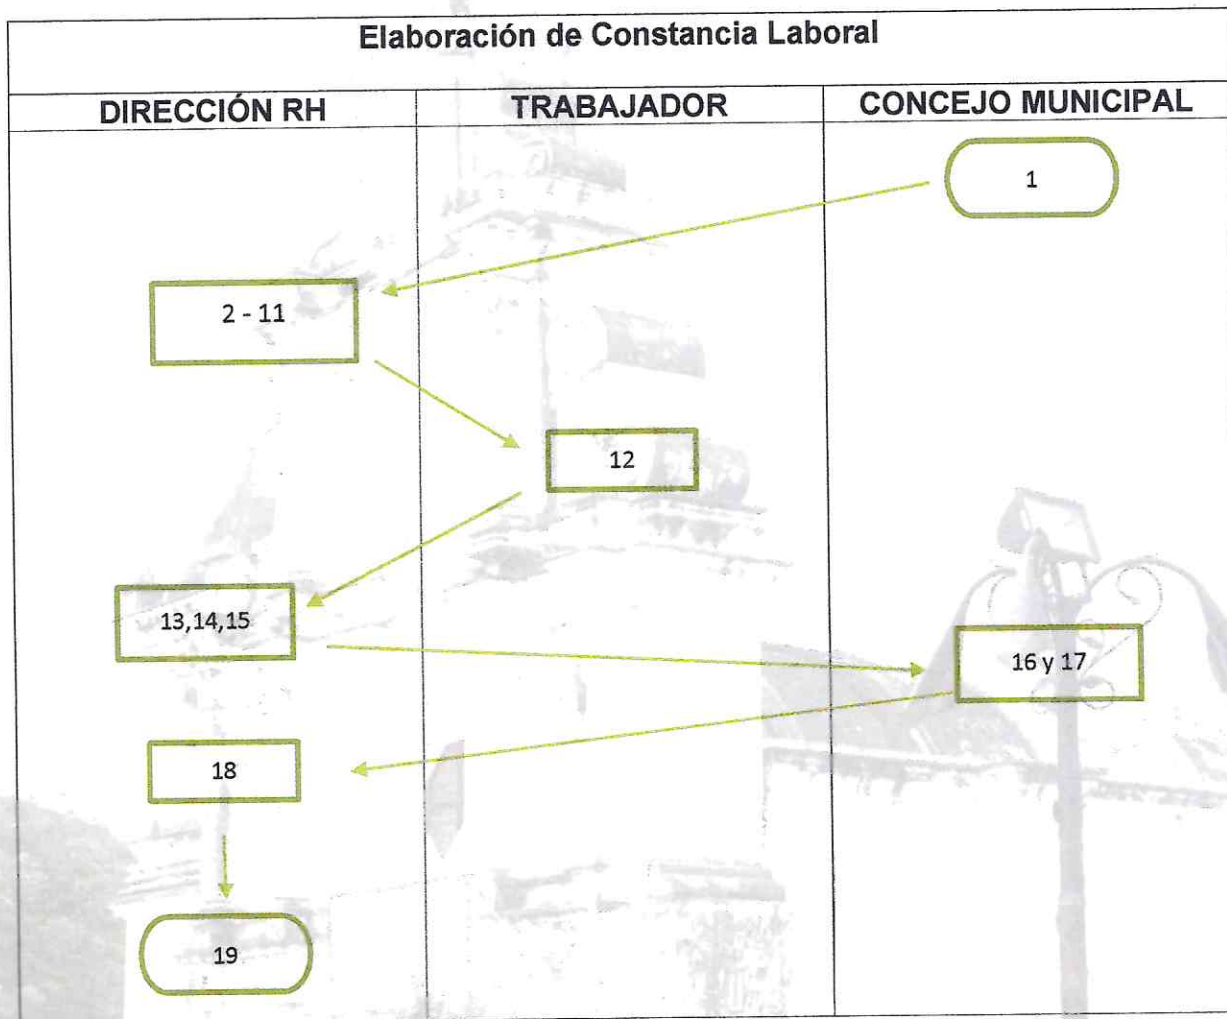 Elaboración de Constancia Laboral
DIRECCIÓN RH
TRABAJADOR
CONCEJO MUNICIPAL
1
2 - 11
12
13,14,15
16 y 17
18
19